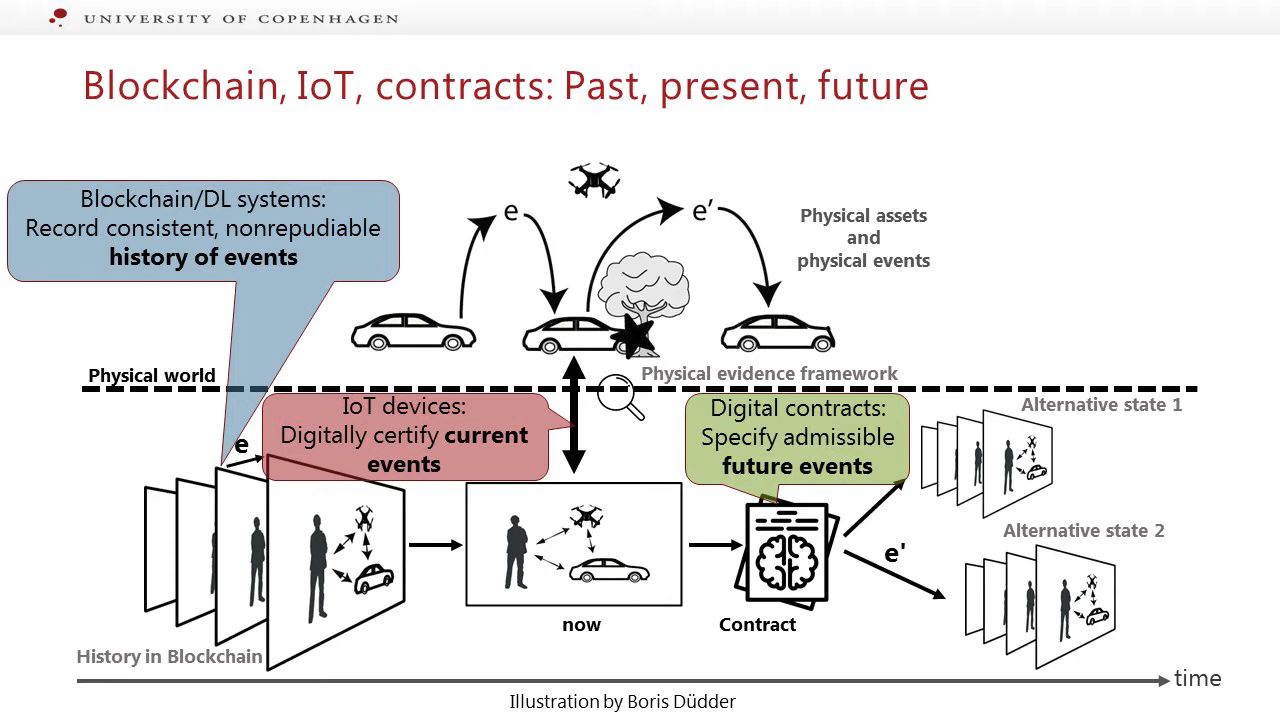 UNIVERSITY OF COPENHAGEN
Blockchain, IoT, contracts: Past, present, future
Blockchain/DL systems:
Record consistent, nonrepudiable
history of events
e
e’
Physical assets
and
physical events
Physical world
Physical evidence framework
IoT devices:
Digitally certify current
events
Digital contracts:
Specify admissible
future events
Alternative state 1
e
Alternative state 2
e'
now
Contract
History in Blockchain
time
Illustration by Boris Düdder